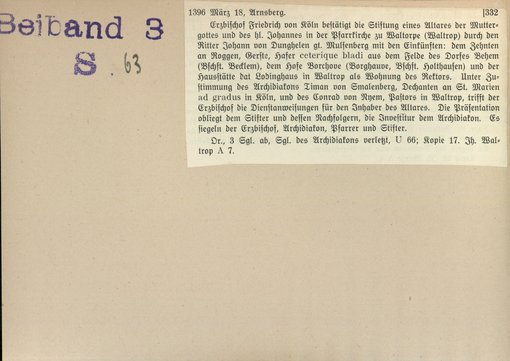 Beiband 3
S. 63
1396 März 18, Arnsberg. [332
Erzbischof Friedrich von Köln bestätigt die Stiftung eines Altares der Mutter-
gottes und des hl. Johannes in der Pfarrkirche zu Waltorpe (Waltrop) durch den
Ritter Johann von Dunghelen gt. Mulsenberg mit den Einkünften: dem Zehnten
an Roggen, Gerste, Hafer ceterique bladi aus dem Felde des Dorfes Behem
(Bschft. Becklem), dem Hofe Borchove (Borghauwe, Bschft. Holthausen) und der
Hausstätte dat Lodinghaus in Waltrop als Wohnung des Rektors. Unter Zu-
stimmung des Archidiakons Timan von Smalenberg, Dechanten an St. Marien
ad gradus in Köln, und des Conrad von Nyem, Pastors in Waltrop, trifft der
Erzbischof die Dienstanweisungen für den Inhaber des Altares. Die Präsentation
obliegt dem Stifter und dessen Nachfolgern, die Investitur dem Archidiakon. Es
siegeln der Erzbischof, Archidiakon, Pfarrer und Stifter.
Or., 3 Sgl. ab, Sgl. des Archidiakons verletzt, U 66; Kopie 17. Jh. Wal-
trop A 7.